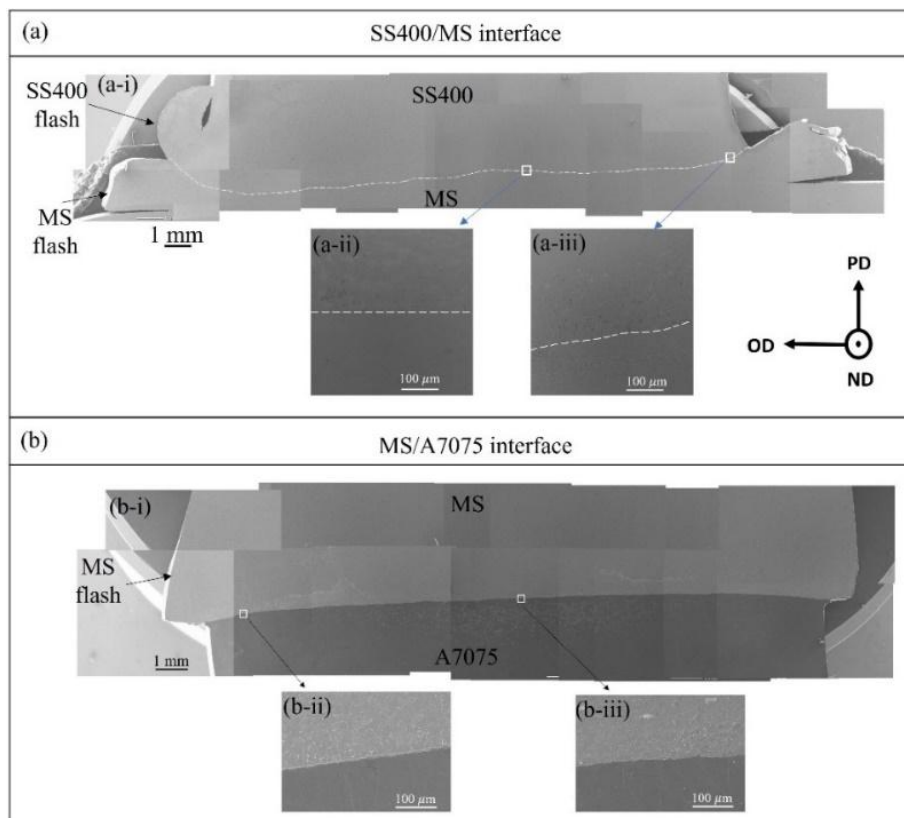 (a)
SS400/MS interface
(a-i)
SS400
flash
SS400
MS
flash
MS
1 mm
(a-ii)
100 µm
(a-iii)
100 µm
PD
OD
ND
(b)
MS/A7075 interface
(b-i)
MS
MS
flash
A7075
1 mm
(b-ii)
100 µm
(b-iii)
100 µm